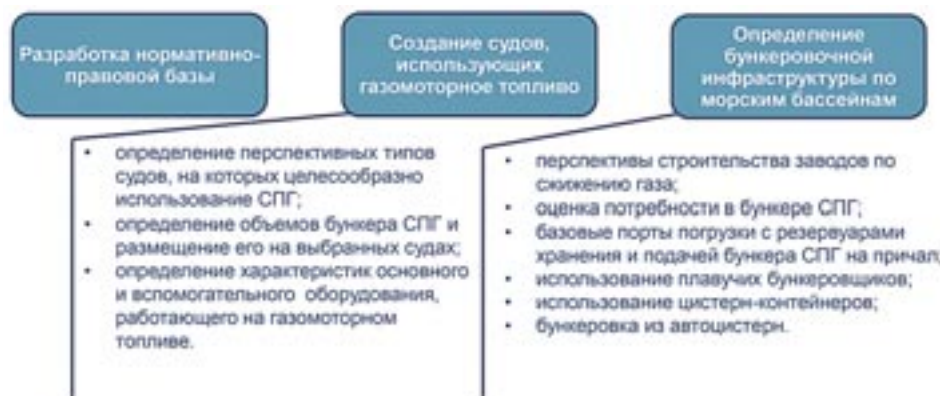 Разработка нормативно-
правовой базы
Создание судов,
использующих
газомоторное топливо
Определение
бункеровочной
инфраструктуры по
морским бассейнам
• определение перспективных типов
судов, на которых целесообразно
использование СПГ;
• определение объемов бункера СПГ и
размещение его на выбранных судах;
• определение характеристик основного
и вспомогательного оборудования,
работающего на газомоторном
топливе.
• перспективы строительства заводов по
сжижению газа;
• оценка потребности в бункере СПГ;
• базовые порты погрузки с резервуарами
хранения и подачей бункера СПГ на причал;
• использование плавучих бункеровщиков;
• использование цистерн-контейнеров;
• бункеровка из автоцистерн.